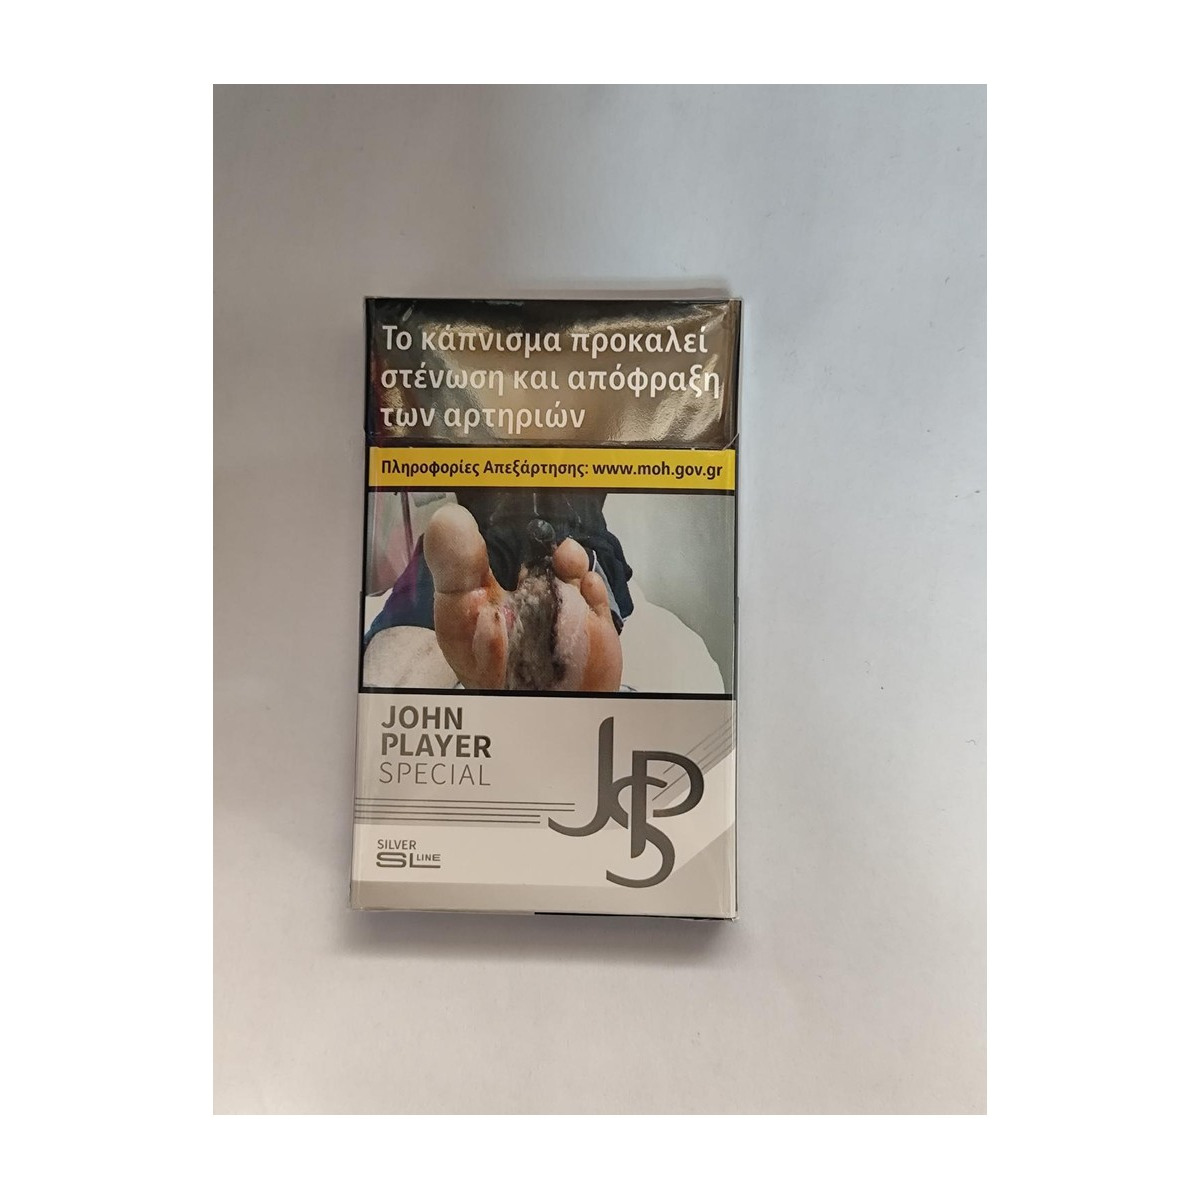 Το κάπνισμα προκαλεί
στένωση και απόφραξη
των αρτηριών
Πληροφορίες Απεξάρτησης: www.moh.gov.gr
JOHN
PLAYER
SPECIAL
JPS
SILVER
SL LINE